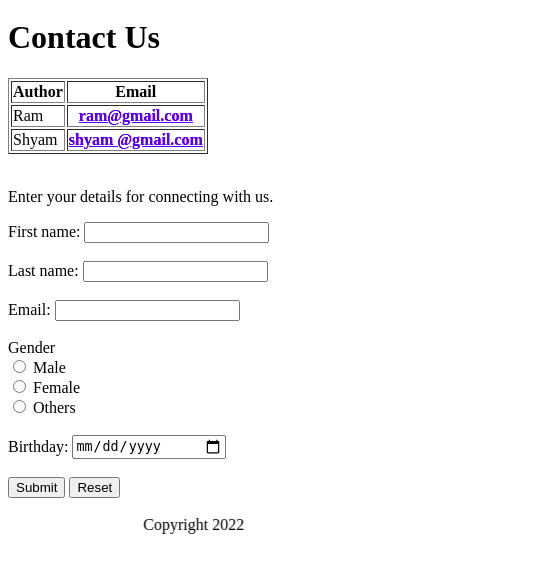 Contact Us
Author Email
Ram ram@gmail.com
Shyam shyam @gmail.com
Enter your details for connecting with us.
First name:
Last name:
Email:
Gender
Male
Female
Others
Birthday: mm/dd/yyyy
Submit Reset
Copyright 2022